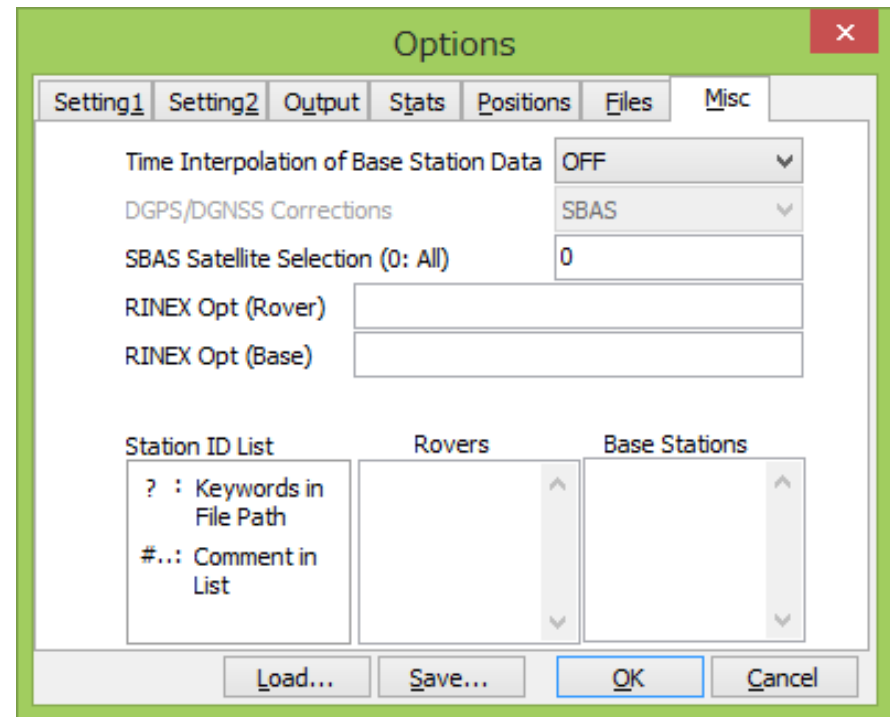 Options
Setting1 Setting2 Output Stats Positions Files Misc
Time Interpolation of Base Station Data OFF
DGPS/DGNSS Corrections SBAS
SBAS Satellite Selection (0: All) 0
RINEX Opt (Rover)
RINEX Opt (Base)
Station ID List Rovers Base Stations
? : Keywords in
File Path
#..: Comment in
List
Load... Save... OK Cancel